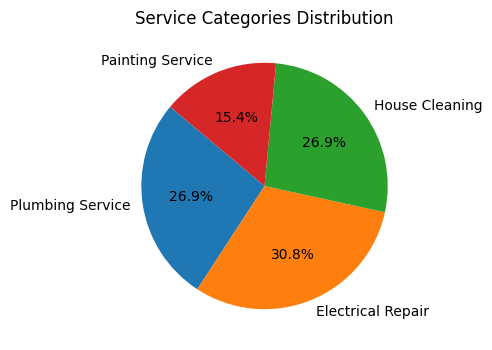 Service Categories Distribution
Painting Service
House Cleaning
15.4%
26.9%
Plumbing Service
26.9%
30.8%
Electrical Repair